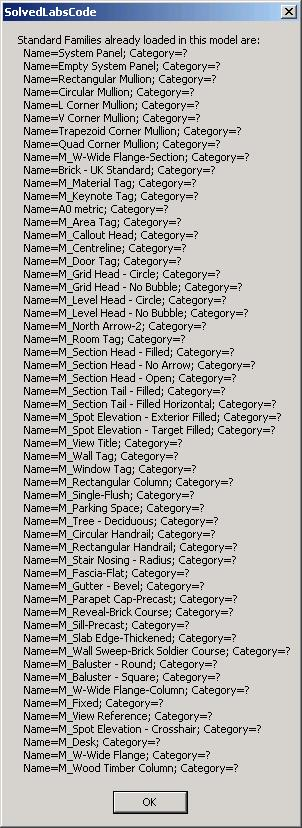 SolvedLabsCode
Standard Families already loaded in this model are:
Name=System Panel; Category=?
Name=Empty System Panel; Category=?
Name=Rectangular Mullion; Category=?
Name=Circular Mullion; Category=?
Name=L Corner Mullion; Category=?
Name=V Corner Mullion; Category=?
Name=Trapezoid Corner Mullion; Category=?
Name=Quad Corner Mullion; Category=?
Name=M_W-Wide Flange-Section; Category=?
Name=Brick - UK Standard; Category=?
Name=M_Material Tag; Category=?
Name=M_Keynote Tag; Category=?
Name=A0 metric; Category=?
Name=M_Area Tag; Category=?
Name=M_Callout Head; Category=?
Name=M_Centreline; Category=?
Name=M_Door Tag; Category=?
Name=M_Grid Head - Circle; Category=?
Name=M_Grid Head - No Bubble; Category=?
Name=M_Level Head - Circle; Category=?
Name=M_Level Head - No Bubble; Category=?
Name=M_North Arrow-2; Category=?
Name=M_Room Tag; Category=?
Name=M_Section Head - Filled; Category=?
Name=M_Section Head - No Arrow; Category=?
Name=M_Section Head - Open; Category=?
Name=M_Section Tail - Filled; Category=?
Name=M_Section Tail - Filled Horizontal; Category=?
Name=M_Spot Elevation - Exterior Filled; Category=?
Name=M_Spot Elevation - Target Filled; Category=?
Name=M_View Title; Category=?
Name=M_Wall Tag; Category=?
Name=M_Window Tag; Category=?
Name=M_Rectangular Column; Category=?
Name=M_Single-Flush; Category=?
Name=M_Parking Space; Category=?
Name=M_Tree - Deciduous; Category=?
Name=M_Circular Handrail; Category=?
Name=M_Rectangular Handrail; Category=?
Name=M_Stair Nosing - Radius; Category=?
Name=M_Fascia-Flat; Category=?
Name=M_Gutter - Bevel; Category=?
Name=M_Parapet Cap-Precast; Category=?
Name=M_Reveal-Brick Course; Category=?
Name=M_Sill-Precast; Category=?
Name=M_Slab Edge-Thickened; Category=?
Name=M_Wall Sweep-Brick Soldier Course; Category=?
Name=M_Baluster - Round; Category=?
Name=M_Baluster - Square; Category=?
Name=M_W-Wide Flange-Column; Category=?
Name=M_Fixed; Category=?
Name=M_View Reference; Category=?
Name=M_Spot Elevation - Crosshair; Category=?
Name=M_Desk; Category=?
Name=M_W-Wide Flange; Category=?
Name=M_Wood Timber Column; Category=?
OK